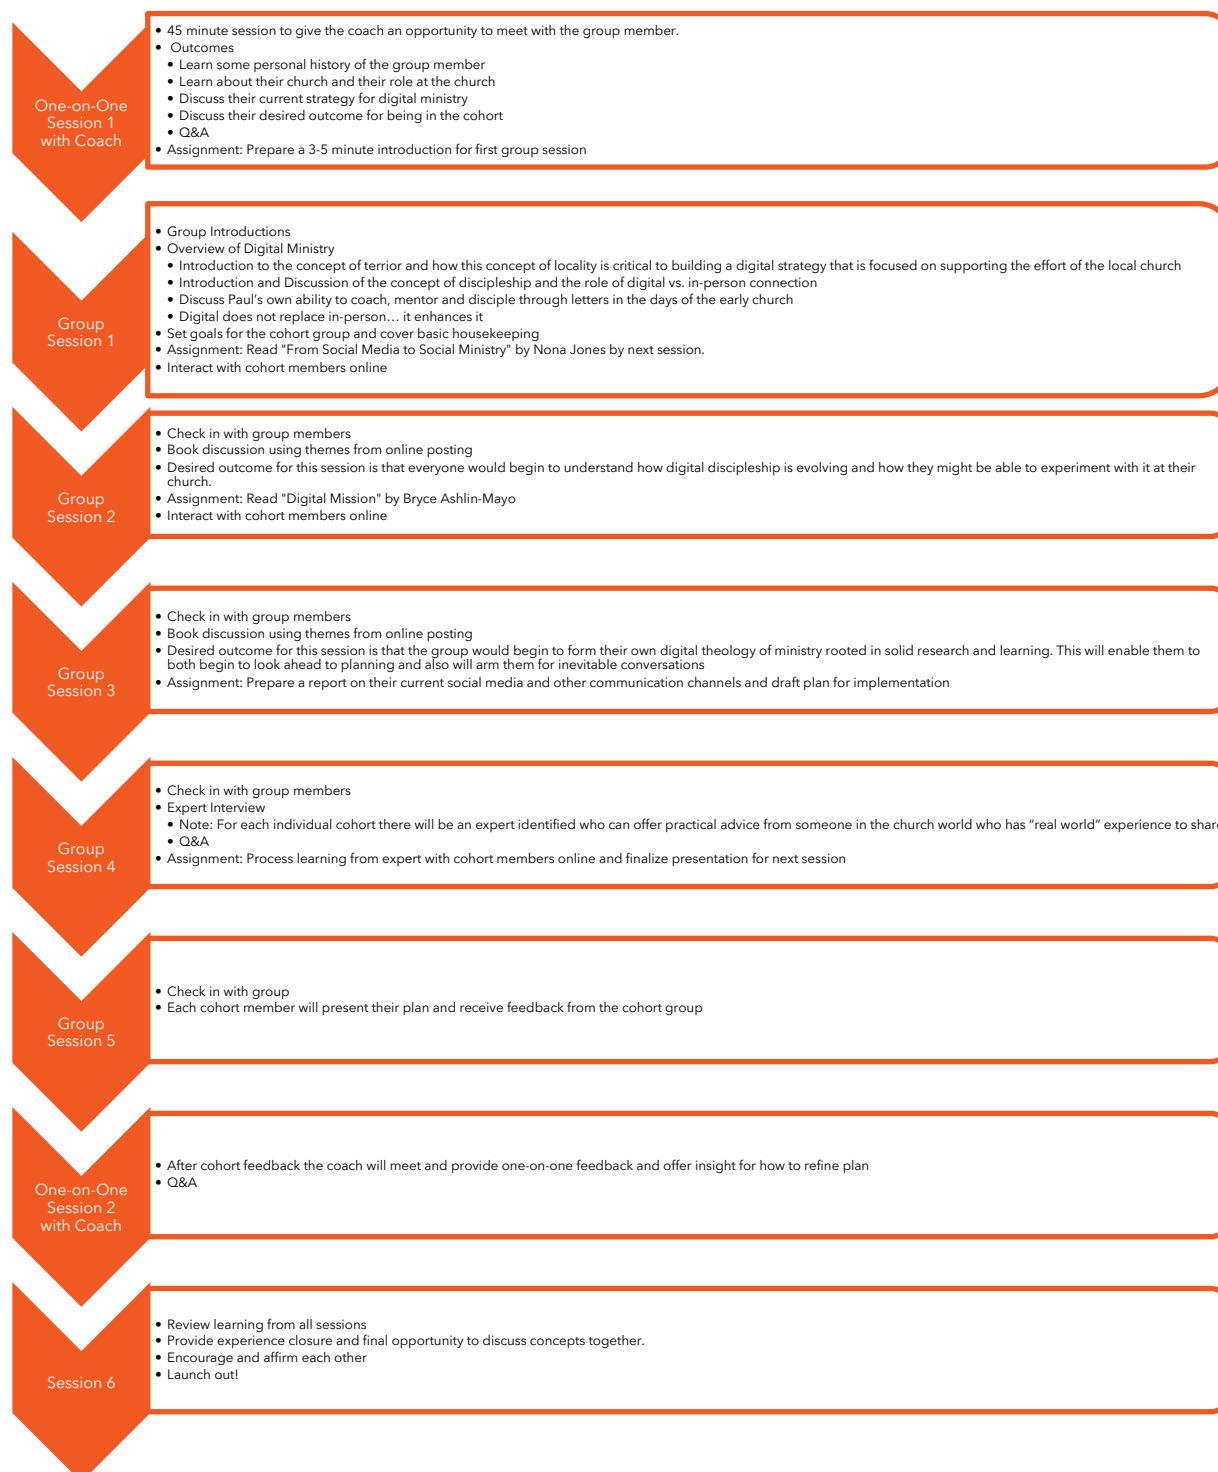 One-on-One
Session 1
with Coach
• 45 minute session to give the coach an opportunity to meet with the group member.
• Outcomes
• Learn some personal history of the group member
• Learn about their church and their role at the church
• Discuss their current strategy for digital ministry
• Discuss their desired outcome for being in the cohort
• Q&A
• Assignment: Prepare a 3-5 minute introduction for first group session
Group
Session 1
• Group Introductions
• Overview of Digital Ministry
• Introduction to the concept of terrior and how this concept of locality is critical to building a digital strategy that is focused on supporting the effort of the local church
• Introduction and Discussion of the concept of discipleship and the role of digital vs. in-person connection
• Discuss Paul’s own ability to coach, mentor and disciple through letters in the days of the early church
• Digital does not replace in-person… it enhances it
• Set goals for the cohort group and cover basic housekeeping
• Assignment: Read "From Social Media to Social Ministry" by Nona Jones by next session.
• Interact with cohort members online
Group
Session 2
• Check in with group members
• Book discussion using themes from online posting
• Desired outcome for this session is that everyone would begin to understand how digital discipleship is evolving and how they might be able to experiment with it at their
church.
• Assignment: Read "Digital Mission" by Bryce Ashlin-Mayo
• Interact with cohort members online
Group
Session 3
• Check in with group members
• Book discussion using themes from online posting
• Desired outcome for this session is that the group would begin to form their own digital theology of ministry rooted in solid research and learning. This will enable them to
both begin to look ahead to planning and also will arm them for inevitable conversations
• Assignment: Prepare a report on their current social media and other communication channels and draft plan for implementation
Group
Session 4
• Check in with group members
• Expert Interview
• Note: For each individual cohort there will be an expert identified who can offer practical advice from someone in the church world who has “real world” experience to share
• Q&A
• Assignment: Process learning from expert with cohort members online and finalize presentation for next session
Group
Session 5
• Check in with group
• Each cohort member will present their plan and receive feedback from the cohort group
One-on-One
Session 2
with Coach
• After cohort feedback the coach will meet and provide one-on-one feedback and offer insight for how to refine plan
• Q&A
Session 6
• Review learning from all sessions
• Provide experience closure and final opportunity to discuss concepts together.
• Encourage and affirm each other
• Launch out!